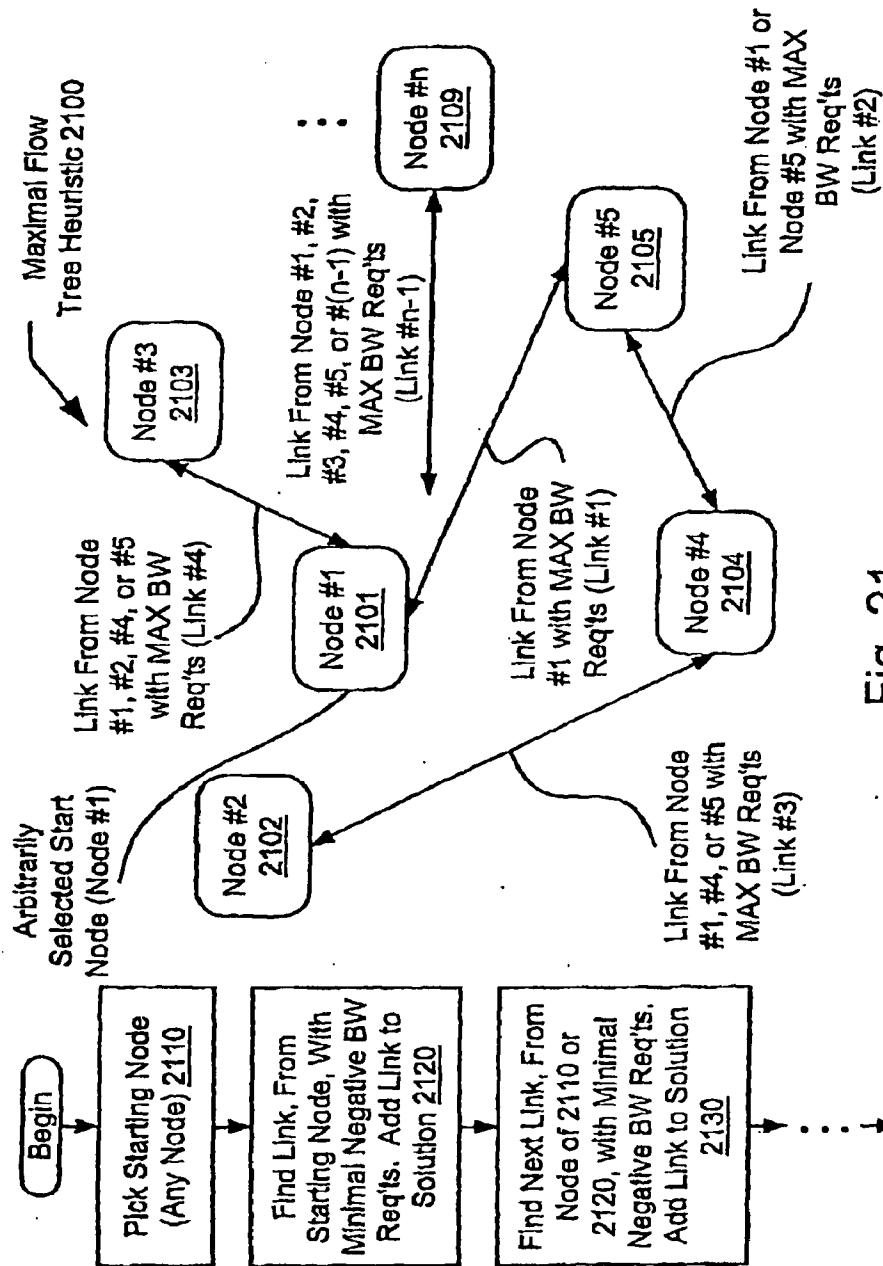 Maximal Flow
Tree Heuristic 2100
Arbitrarily
Selected Start
Node (Node #1)
Link From Node
#1, #2, #4, or #5
with MAX BW
Req'ts (Link #4)
Node #3
2103
Node #n
2109
Link From Node #1, #2,
#3, #4, #5, or #(n-1) with
MAX BW Req'ts
(Link #n-1)
Node #1
2101
Node #2
2102
Node #5
2105
Link From Node
#1 with MAX BW
Req'ts (Link #1)
Node #4
2104
Link From Node #1 or
Node #5 with MAX
BW Req'ts
(Link #2)
Link From Node
#1, #4, or #5 with
MAX BW Req'ts
(Link #3)
Begin
Pick Starting Node
(Any Node) 2110
Find Link, From
Starting Node, With
Minimal Negative BW
Req'ts. Add Link to
Solution 2120
Find Next Link, From
Node of 2110 or
2120, with Minimal
Negative BW Req'ts.
Add Link to Solution
2130